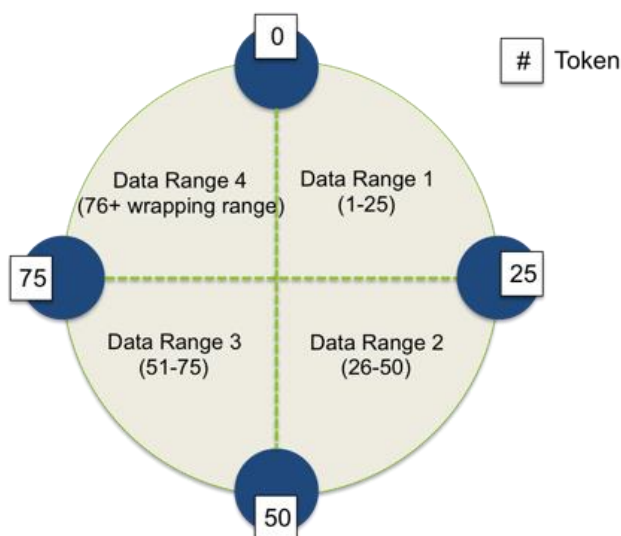 0
# Token
Data Range 4
(76+ wrapping range)
Data Range 1
(1-25)
75
25
Data Range 3
(51-75)
Data Range 2
(26-50)
50